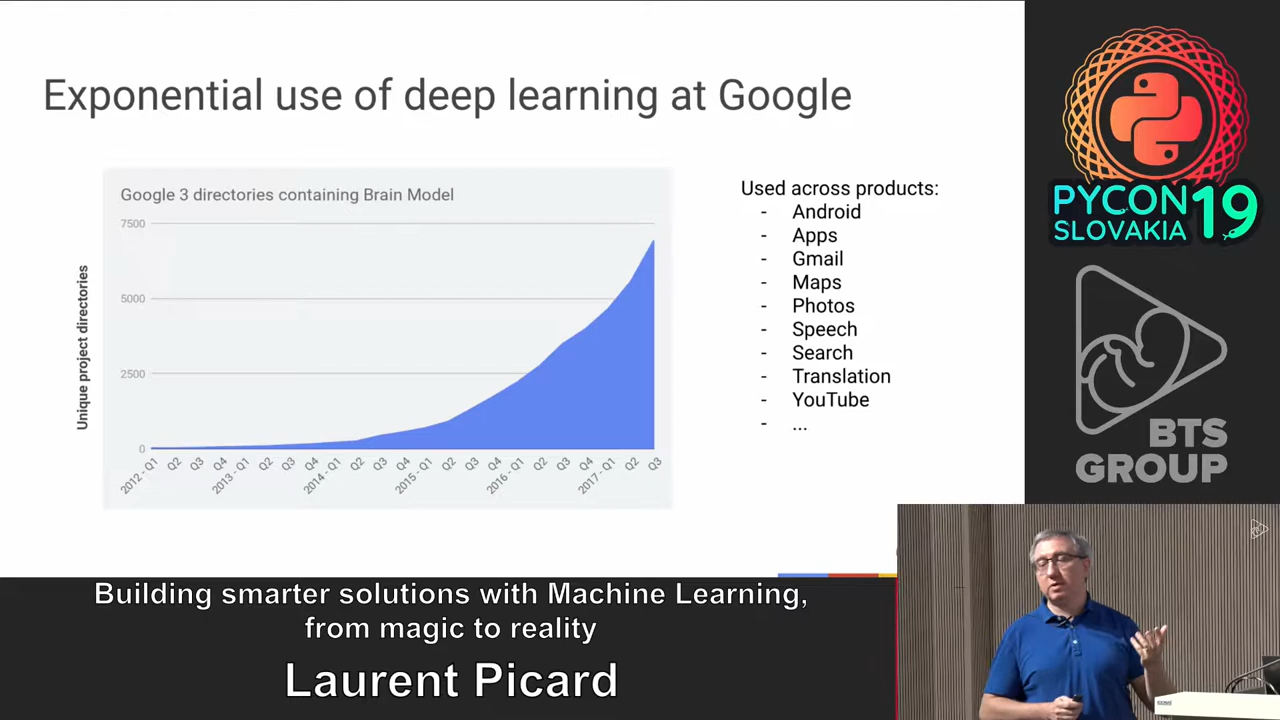 Exponential use of deep learning at Google
Google 3 directories containing Brain Model
7500
5000
2500
0
Unique project directories
2012 - Q1
Q2
Q3
Q4
2013 - Q1
Q2
Q3
Q4
2014 - Q1
Q2
Q3
Q4
2015 - Q1
Q2
Q3
Q4
2016 - Q1
Q2
Q3
Q4
2017 - Q1
Q2
Q3
Used across products:
- Android
- Apps
- Gmail
- Maps
- Photos
- Speech
- Search
- Translation
- YouTube
- ...
PYCON 19
SLOVAKIA
BTS
GROUP
Building smarter solutions with Machine Learning,
from magic to reality
Laurent Picard